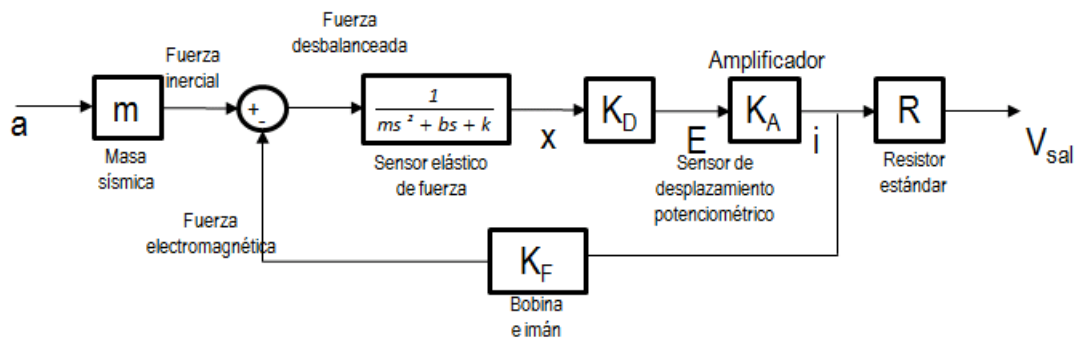 Fuerza
desbalanceada
Fuerza
inercial
Amplificador
a
m
+
-
1
ms² + bs + k
x
K_D
E
K_A
i
R
V_sal
Masa
sísmica
Sensor elástico
de fuerza
Sensor de
desplazamiento
potenciométrico
Resistor
estándar
Fuerza
electromagnética
K_F
Bobina
e imán